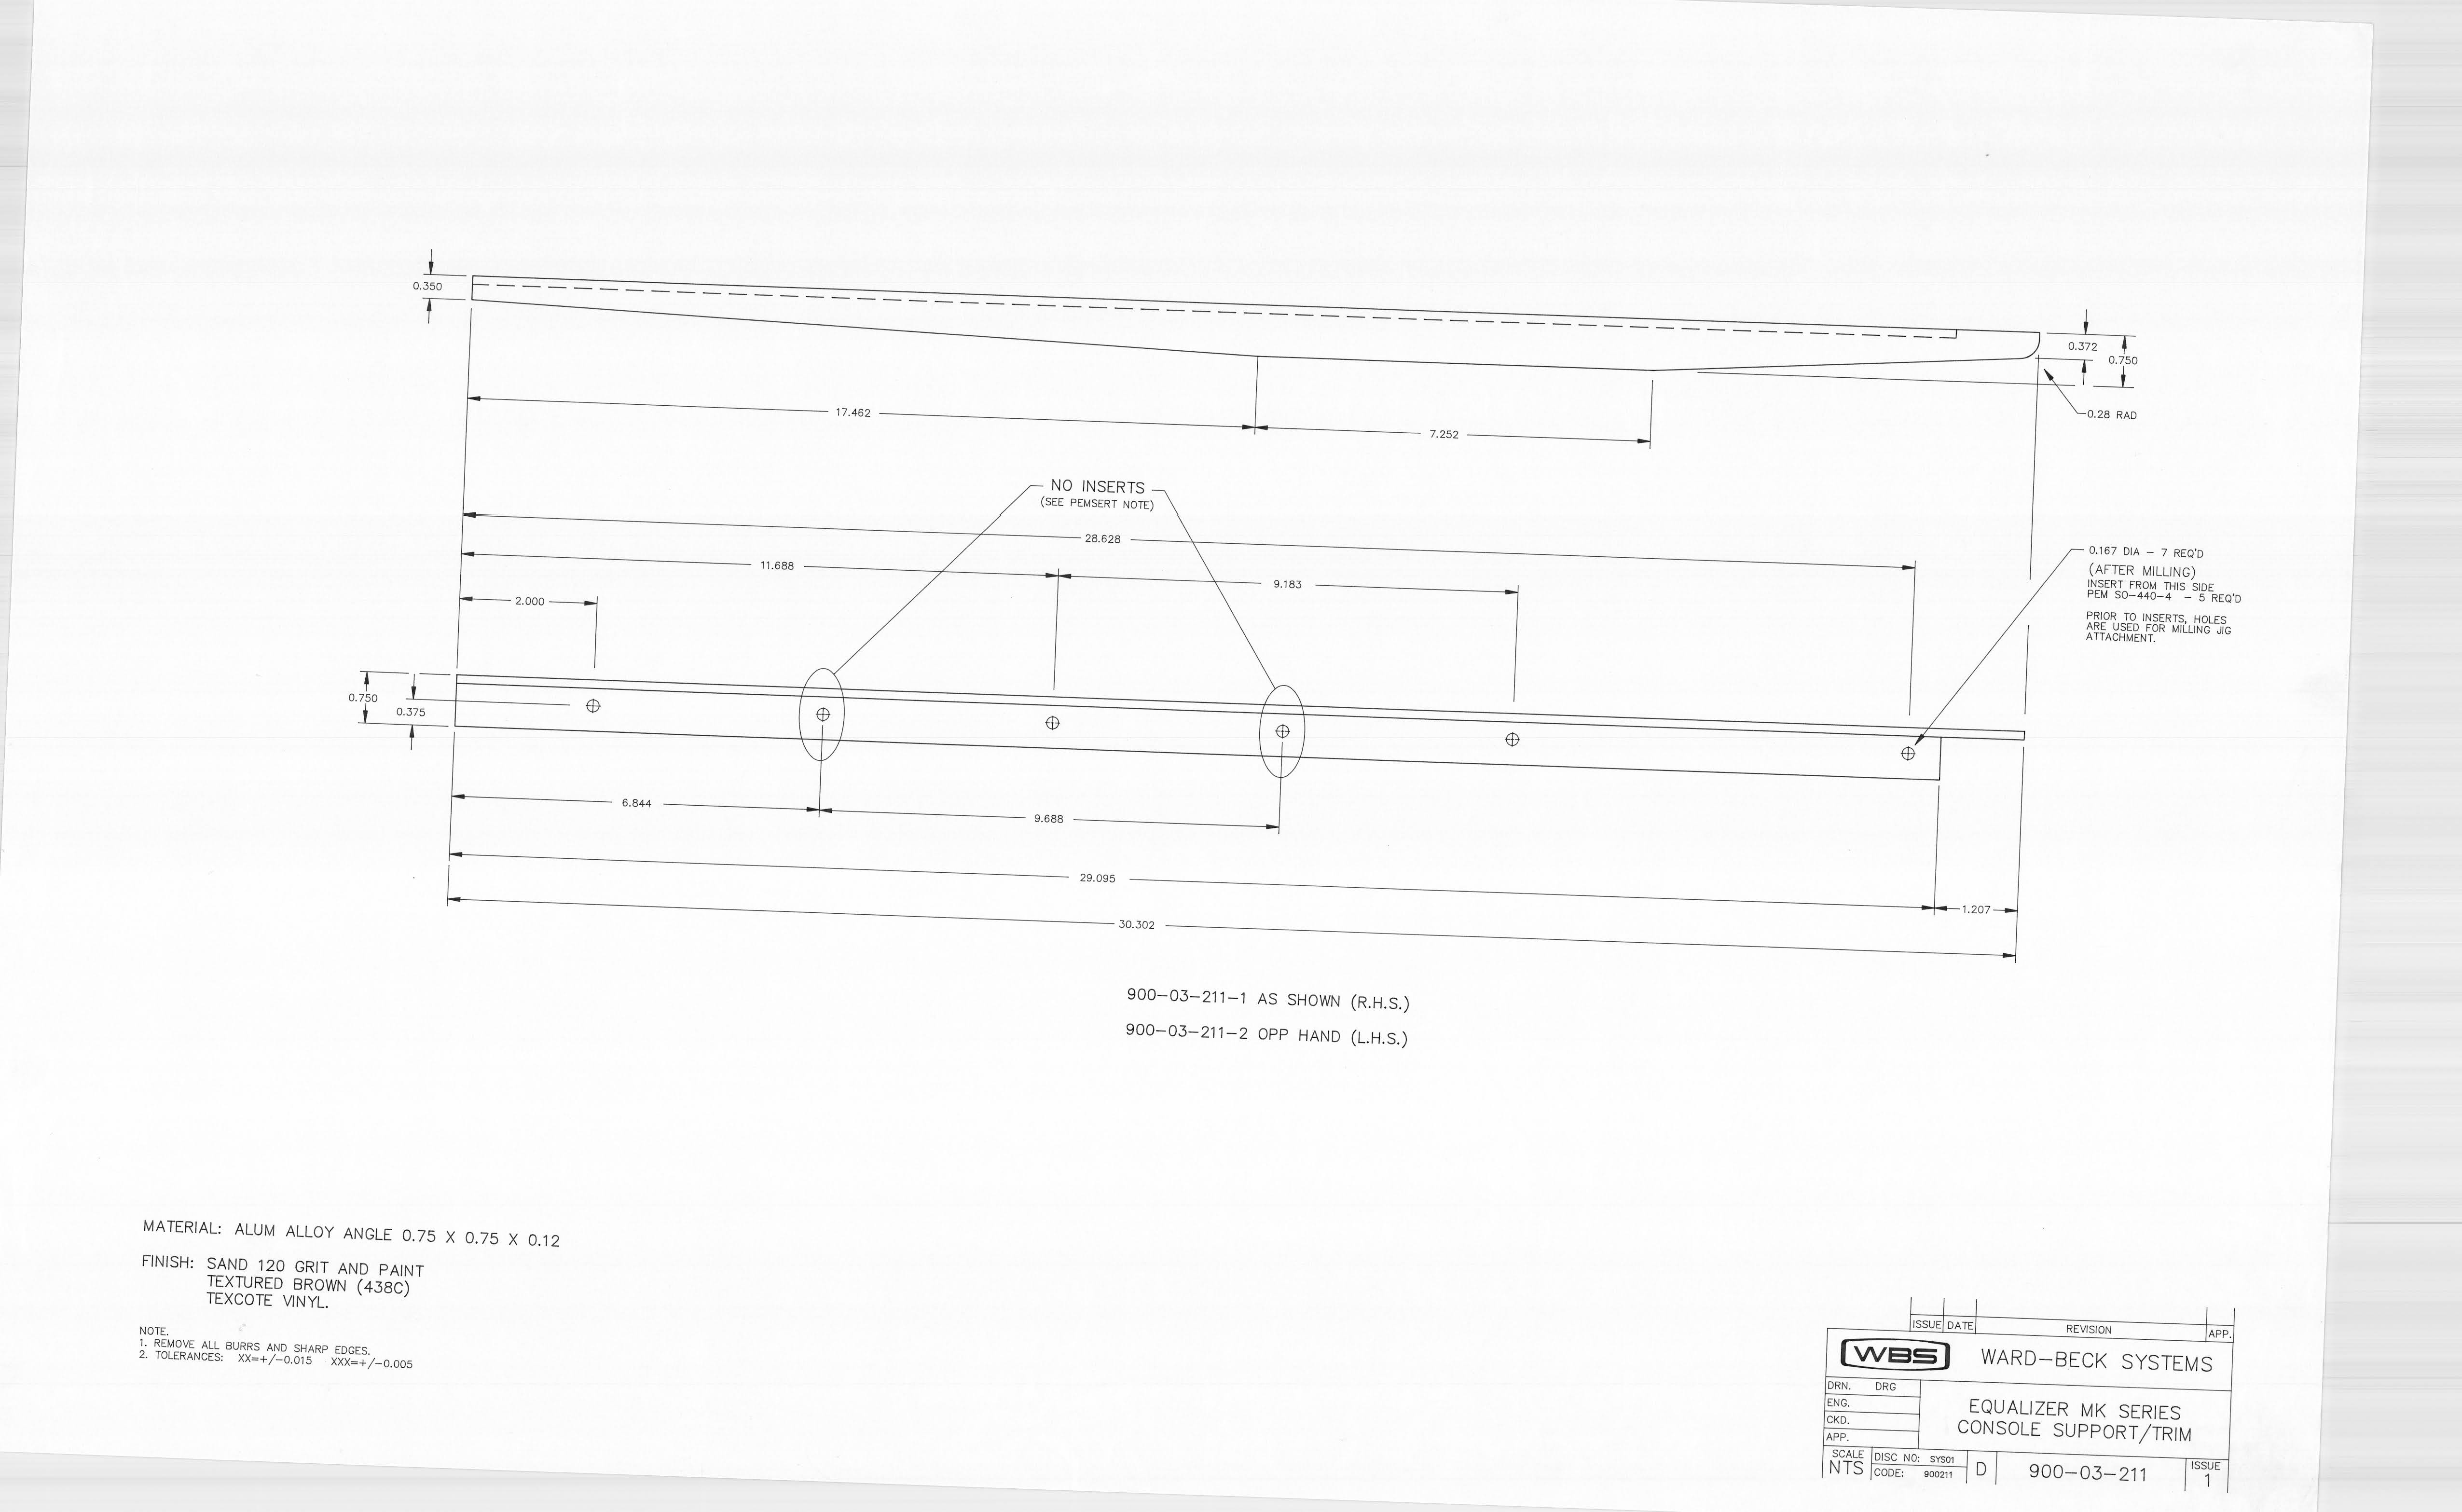 0.350
0.372
0.750
0.28 RAD
17.462
7.252
NO INSERTS
(SEE PEMSERT NOTE)
28.628
11.688
9.183
2.000
0.167 DIA – 7 REQ'D
(AFTER MILLING)
INSERT FROM THIS SIDE
PEM SO–440–4 – 5 REQ'D
PRIOR TO INSERTS, HOLES
ARE USED FOR MILLING JIG
ATTACHMENT.
0.750
0.375
6.844
9.688
29.095
1.207
30.302
900–03–211–1 AS SHOWN (R.H.S.)
900–03–211–2 OPP HAND (L.H.S.)
MATERIAL: ALUM ALLOY ANGLE 0.75 X 0.75 X 0.12
FINISH: SAND 120 GRIT AND PAINT
TEXTURED BROWN (438C)
TEXCOTE VINYL.
NOTE.
1. REMOVE ALL BURRS AND SHARP EDGES.
2. TOLERANCES: XX=+/–0.015 XXX=+/–0.005
ISSUE DATE REVISION APP.
WBS WARD–BECK SYSTEMS
DRN. DRG
ENG.
CKD.
APP.
EQUALIZER MK SERIES
CONSOLE SUPPORT/TRIM
SCALE
NTS
DISC NO: SYS01
CODE: 900211
D
900–03–211
ISSUE
1